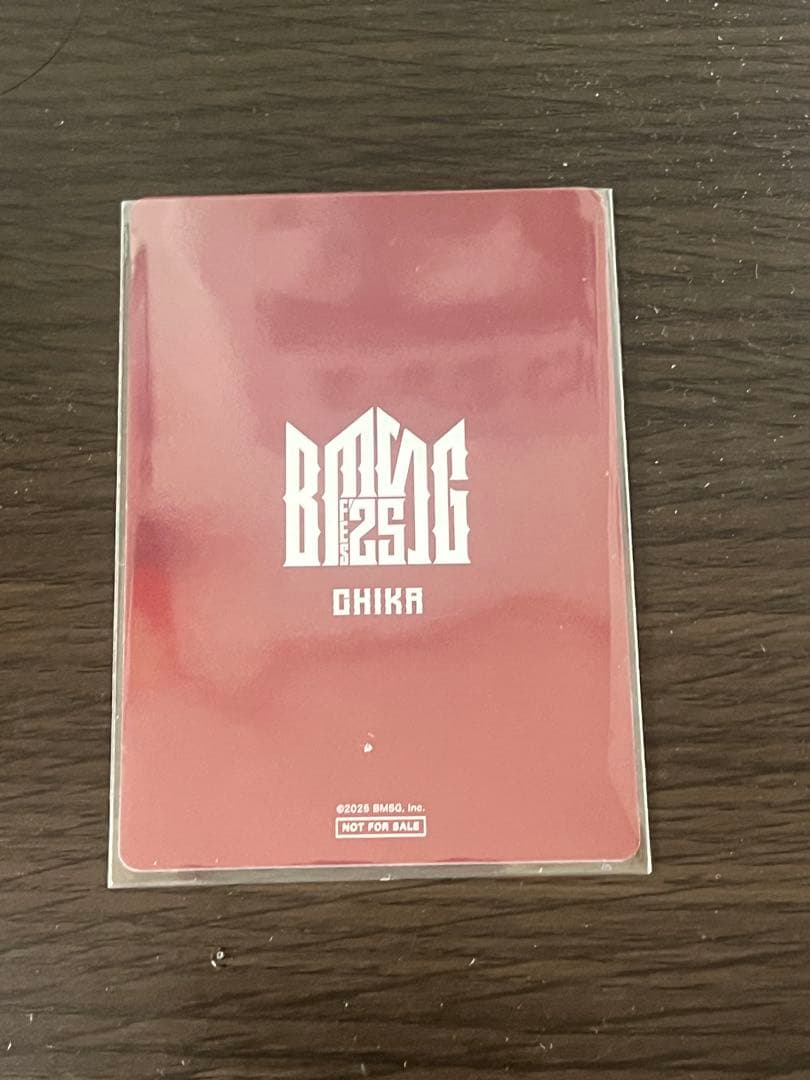 BMSG
FES
'25
CHIKA
©2025 BMSG, Inc.
NOT FOR SALE